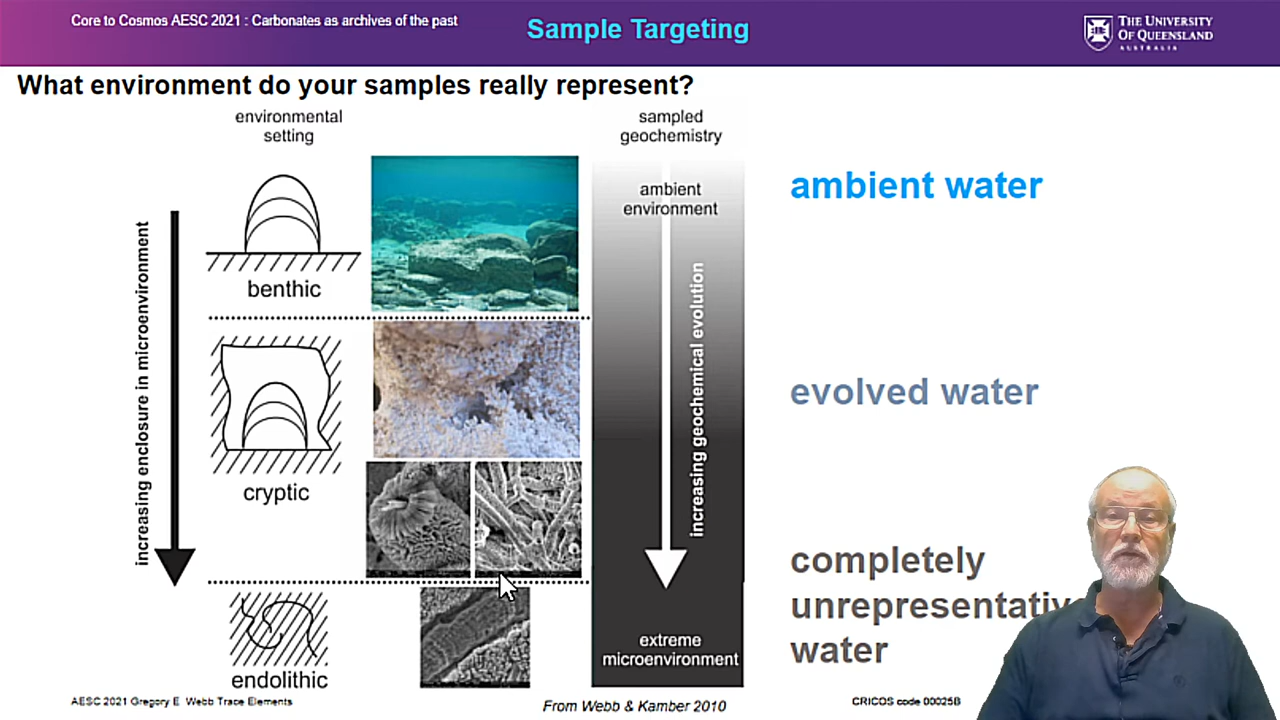 Core to Cosmos AESC 2021 : Carbonates as archives of the past
Sample Targeting
THE UNIVERSITY
OF QUEENSLAND
AUSTRALIA
What environment do your samples really represent?
environmental
setting
sampled
geochemistry
increasing enclosure in microenvironment
benthic
cryptic
endolithic
ambient
environment
increasing geochemical evolution
extreme
microenvironment
ambient water
evolved water
completely
water
AESC 2021 Gregory E Webb Trace Elements
From Webb & Kamber 2010
CRICOS code 00025B